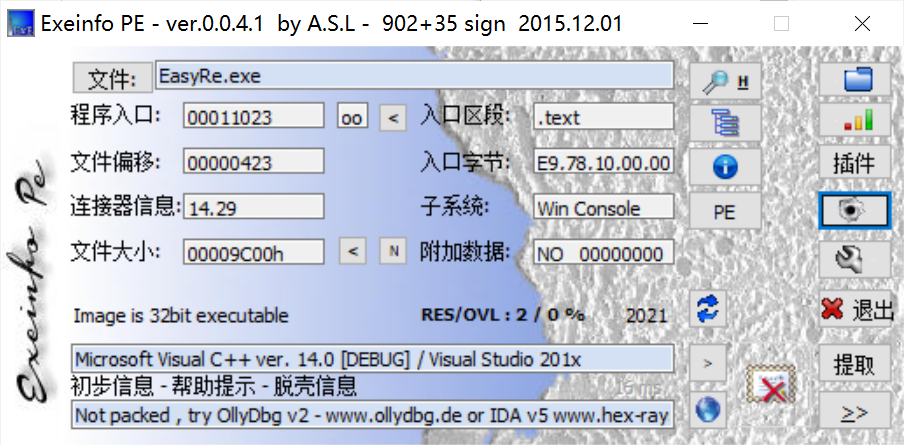 Exeinfo PE - ver.0.0.4.1 by A.S.L - 902+35 sign 2015.12.01
Exeinfo Pe
文件: EasyRe.exe H
程序入口: 00011023 oo < 入口区段: .text
文件偏移: 00000423 入口字节: E9.78.10.00.00 插件
连接器信息: 14.29 子系统: Win Console PE
文件大小: 00009C00h < N 附加数据: NO 00000000
Image is 32bit executable RES/OVL : 2 / 0 % 2021 退出
Microsoft Visual C++ ver. 14.0 [DEBUG] / Visual Studio 201x > 提取
初步信息 - 帮助提示 - 脱壳信息 16 ms.
Not packed , try OllyDbg v2 - www.ollydbg.de or IDA v5 www.hex-ray >>